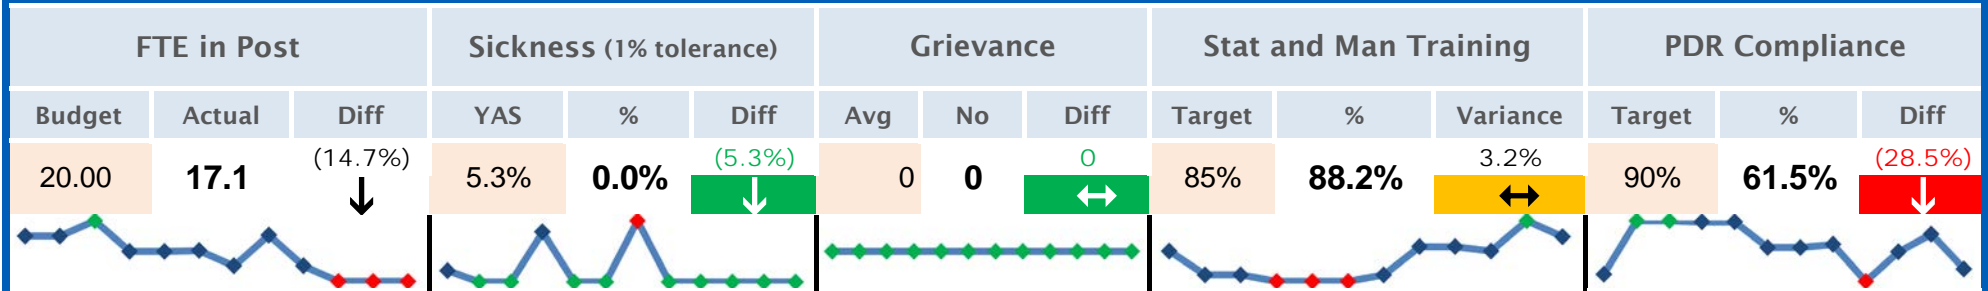 FTE in Post Sickness (1% tolerance) Grievance Stat and Man Training PDR Compliance
Budget Actual Diff YAS % Diff Avg No Diff Target % Variance Target % Diff
20.00 17.1 (14.7%) 5.3% 0.0% (5.3%) 0 0 0 85% 88.2% 3.2% 90% 61.5% (28.5%)